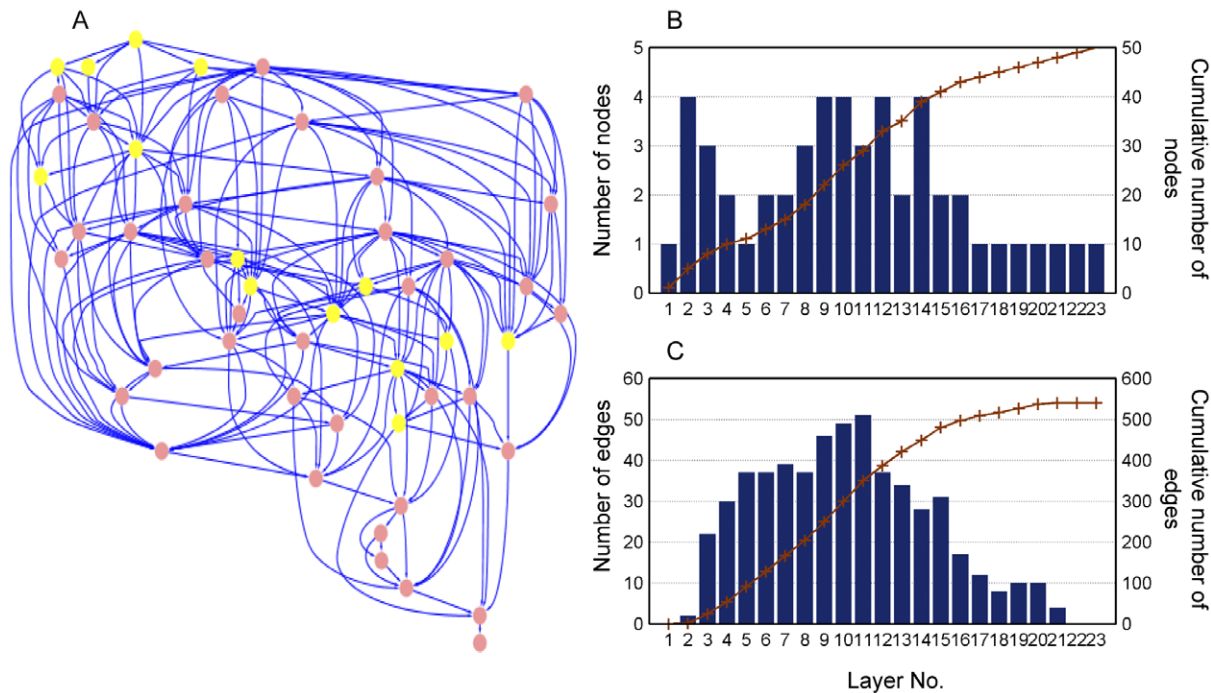 A
B
5
4
3
2
1
0
Number of nodes
50
40
30
20
10
0
Cumulative number of
nodes
1 2 3 4 5 6 7 8 9 10 11 12 13 14 15 16 17 18 19 20 21 22 23
C
60
50
40
30
20
10
0
Number of edges
600
500
400
300
200
100
0
Cumulative number of
edges
1 2 3 4 5 6 7 8 9 10 11 12 13 14 15 16 17 18 19 20 21 22 23
Layer No.